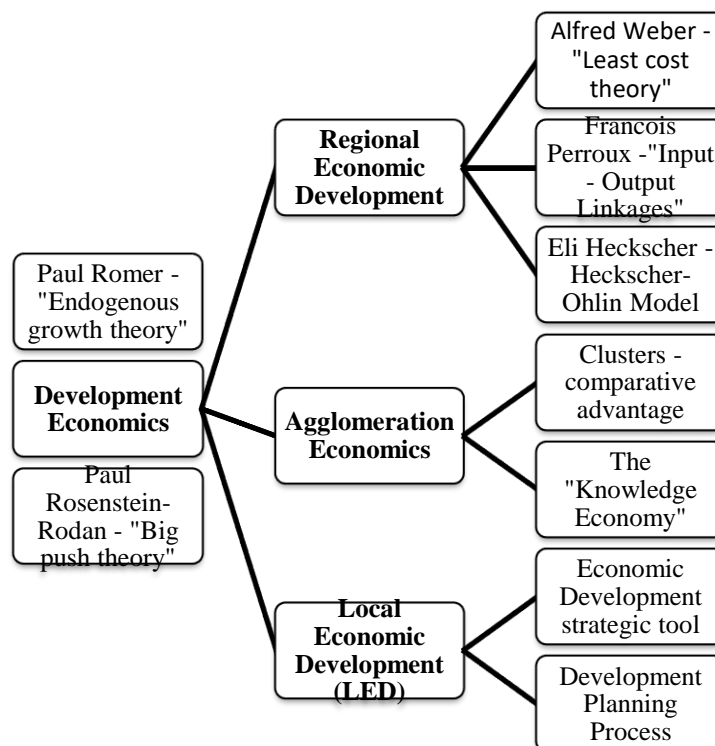 Paul Romer -
"Endogenous
growth theory"
Development
Economics
Paul
Rosenstein-
Rodan - "Big
push theory"
Regional
Economic
Development
Agglomeration
Economics
Local
Economic
Development
(LED)
Alfred Weber -
"Least cost
theory"
Francois
Perroux -"Input
- Output
Linkages"
Eli Heckscher -
Heckscher-
Ohlin Model
Clusters -
comparative
advantage
The
"Knowledge
Economy"
Economic
Development
strategic tool
Development
Planning
Process